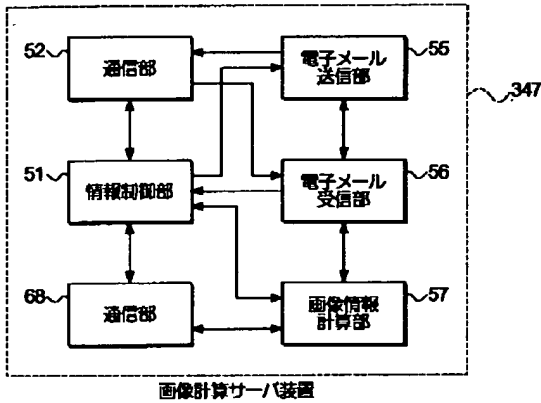 52
通信部
電子メール
送信部
55
347
51
情報制御部
電子メール
受信部
56
68
通信部
画像情報
計算部
57
画像計算サーバ装置